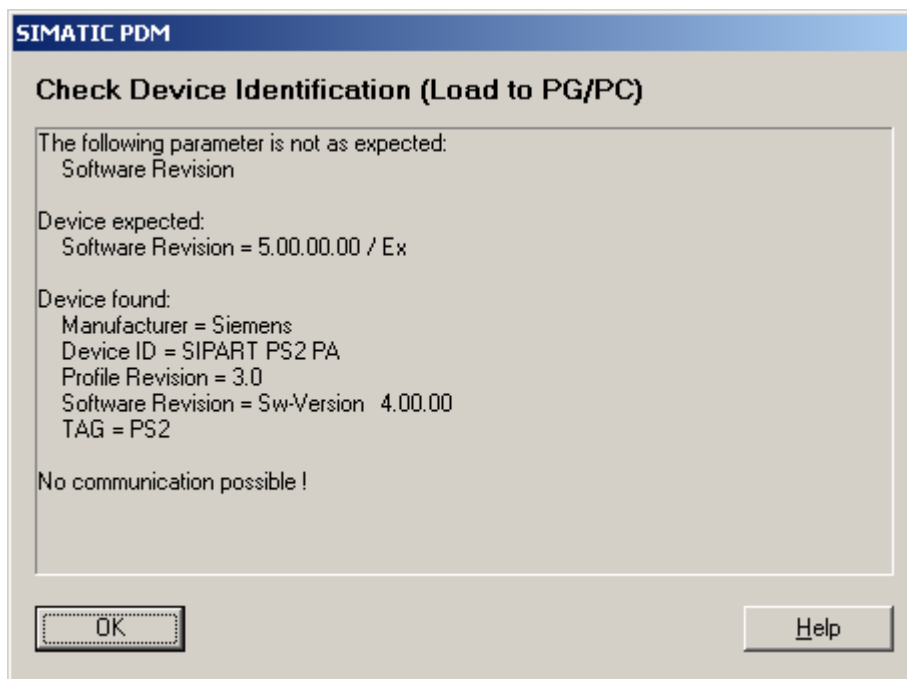 SIMATIC PDM
Check Device Identification (Load to PG/PC)
The following parameter is not as expected:
Software Revision
Device expected:
Software Revision = 5.00.00.00 / Ex
Device found:
Manufacturer = Siemens
Device ID = SIPART PS2 PA
Profile Revision = 3.0
Software Revision = Sw-Version   4.00.00
TAG = PS2
No communication possible !
OK
Help